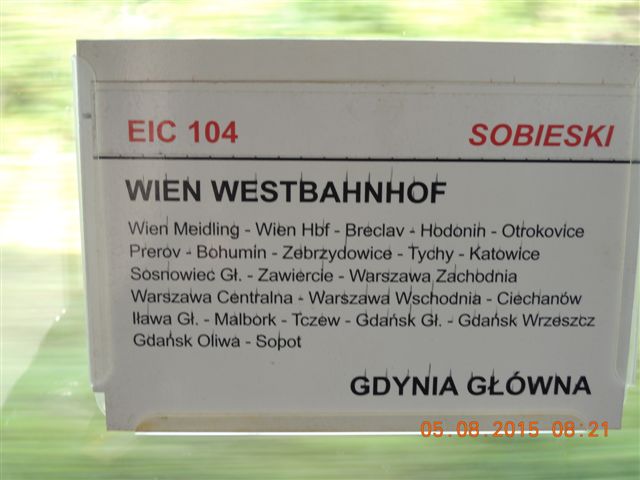 EIC 104 SOBIESKI
WIEN WESTBAHNHOF
Wien Meidling - Wien Hbf - Breclav - Hodonin - Otrokovice
Prerov - Bohumin - Zebrzydowice - Tychy - Katowice
Sosnowiec Gł. - Zawiercie - Warszawa Zachodnia
Warszawa Centralna - Warszawa Wschodnia - Ciechanów
Iława Gł. - Malbork - Tczew - Gdańsk Gł. - Gdańsk Wrzeszcz
Gdańsk Oliwa - Sopot
GDYNIA GŁÓWNA
05.08.2015 08:21